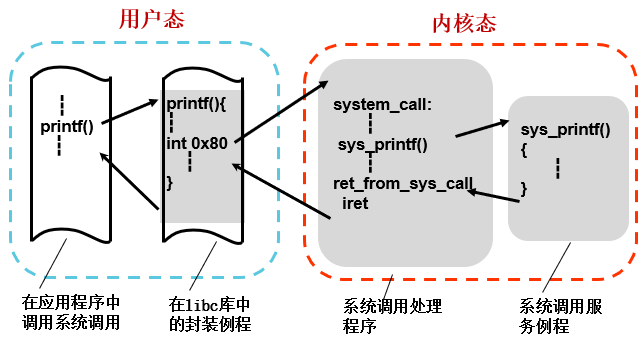 用户态
内核态
printf()
printf(){
int 0x80
}
system_call:
sys_printf()
ret_from_sys_call
iret
sys_printf()
{
}
在应用程序中
调用系统调用
在libc库中
的封装例程
系统调用处理
程序
系统调用服
务例程